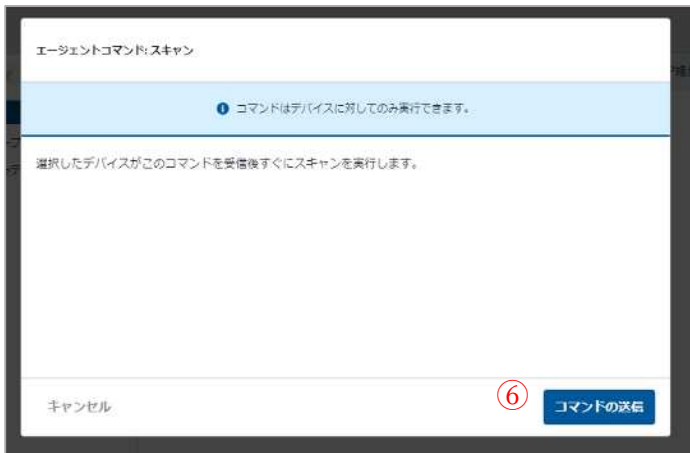 エージェントコマンド: スキャン
コマンドはデバイスに対してのみ実行できます。
選択したデバイスがこのコマンドを受信後すぐにスキャンを実行します。
キャンセル
⑥
コマンドの送信